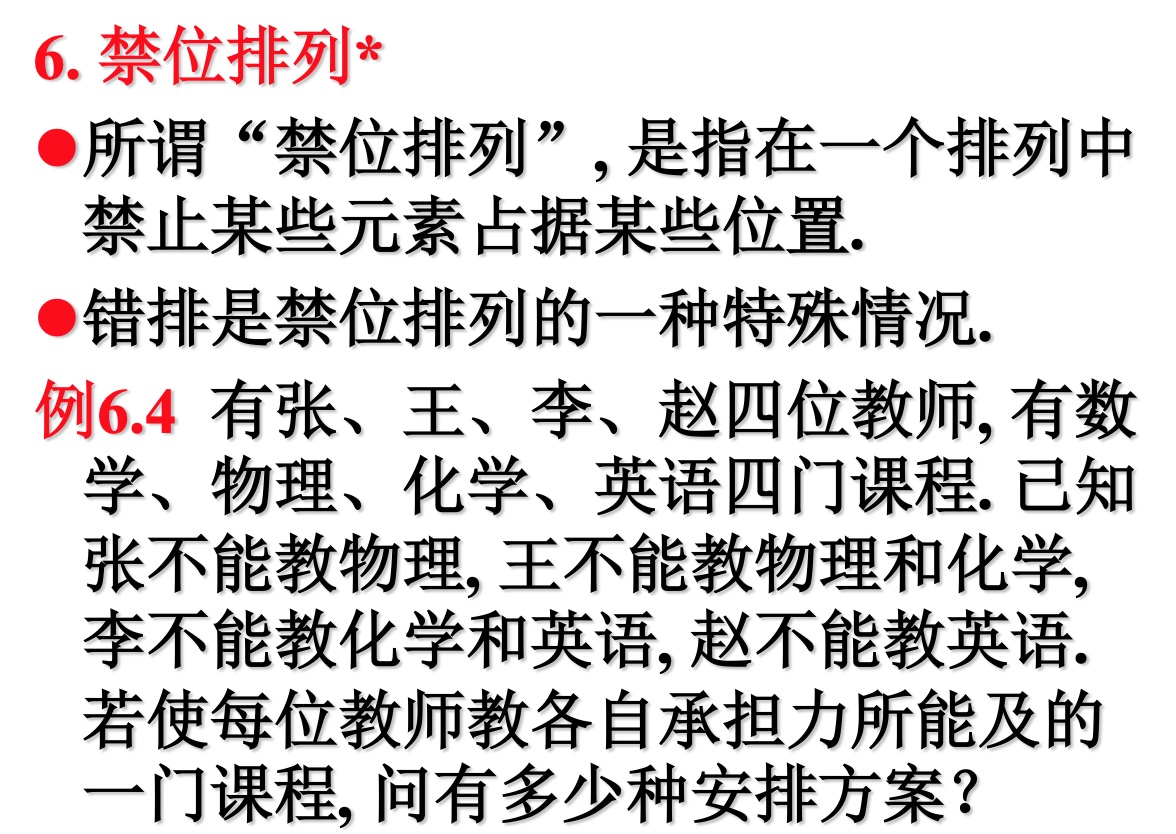 6. 禁位排列*
●所谓“禁位排列”, 是指在一个排列中
禁止某些元素占据某些位置.
●错排是禁位排列的一种特殊情况.
例6.4 有张、王、李、赵四位教师, 有数
学、物理、化学、英语四门课程. 已知
张不能教物理, 王不能教物理和化学,
李不能教化学和英语, 赵不能教英语.
若使每位教师教各自承担力所能及的
一门课程, 问有多少种安排方案?